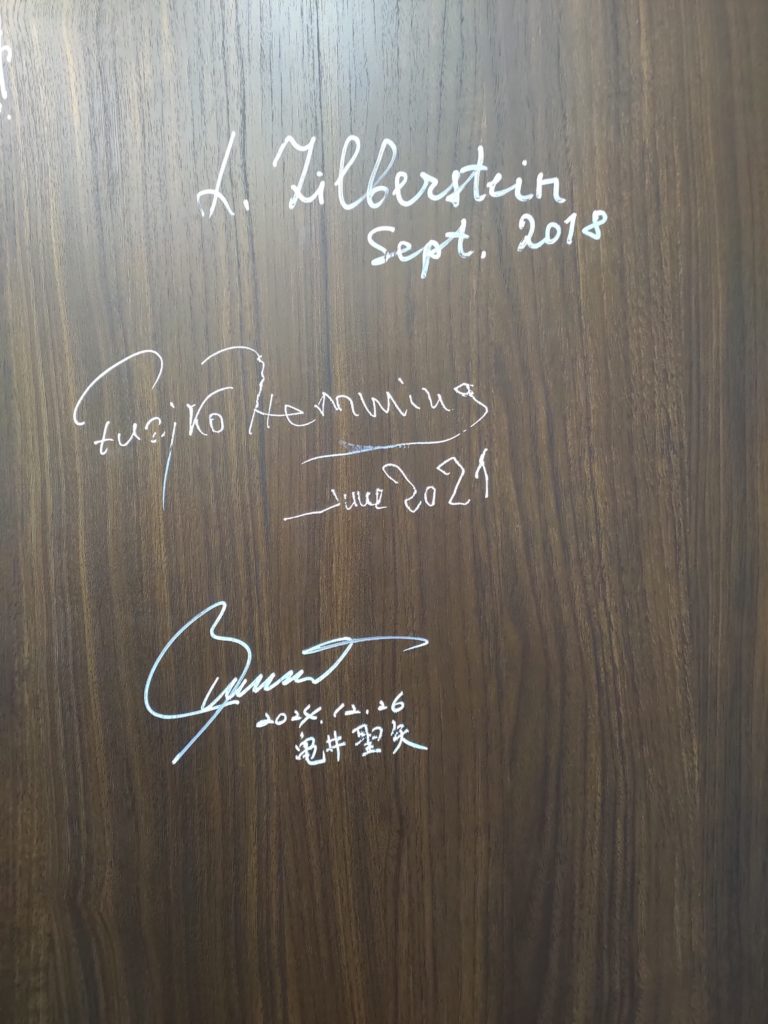 L. Zilberstein
Sept. 2018
Fuzjko Hemming
June 2021
2024.12.26
亀井聖矢